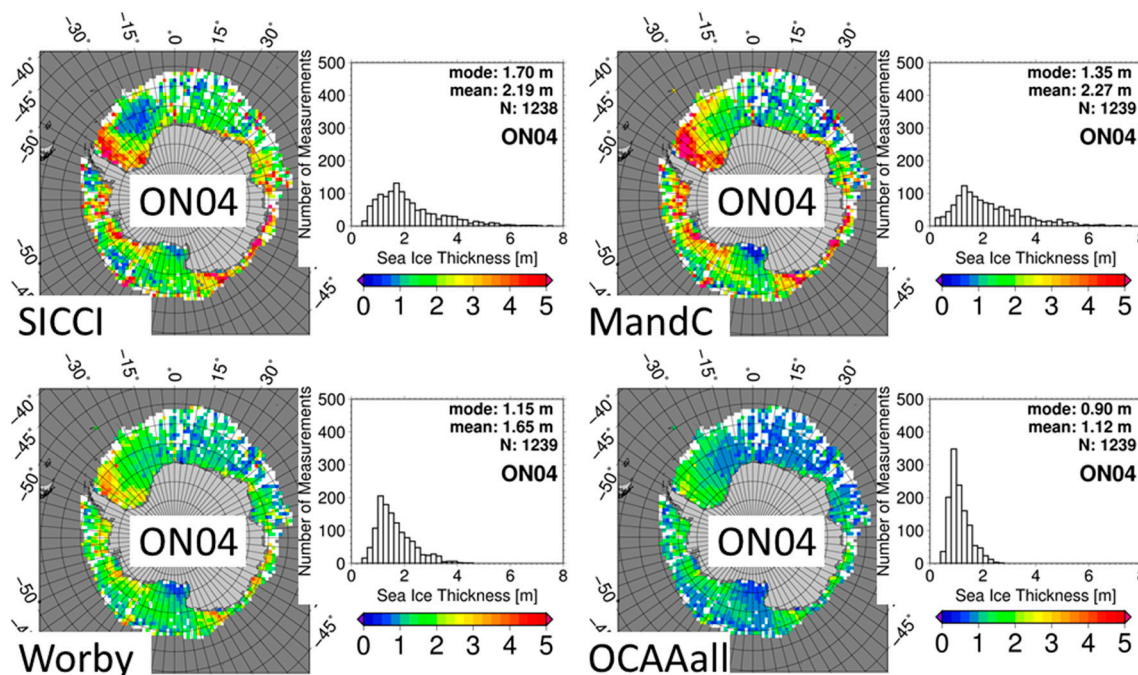 −30° −15° 0° 15° 30°
−40°
−45°
−50°
−50
−45°
ON04
SICCI
Number of Measurements
500
400
300
200
100
0
mode: 1.70 m
mean: 2.19 m
N: 1238
ON04
0 2 4 6 8
Sea Ice Thickness [m]
0 1 2 3 4 5
−30° −15° 0° 15° 30°
−40°
−45°
−50°
−50
−45°
ON04
MandC
Number of Measurements
500
400
300
200
100
0
mode: 1.35 m
mean: 2.27 m
N: 1239
ON04
0 2 4 6 8
Sea Ice Thickness [m]
0 1 2 3 4 5
−30° −15° 0° 15° 30°
−40°
−45°
−50°
−50
−45°
ON04
Worby
Number of Measurements
500
400
300
200
100
0
mode: 1.15 m
mean: 1.65 m
N: 1239
ON04
0 2 4 6 8
Sea Ice Thickness [m]
0 1 2 3 4 5
−30° −15° 0° 15° 30°
−40°
−45°
−50°
−50
−45°
ON04
OCAAall
Number of Measurements
500
400
300
200
100
0
mode: 0.90 m
mean: 1.12 m
N: 1239
ON04
0 2 4 6 8
Sea Ice Thickness [m]
0 1 2 3 4 5